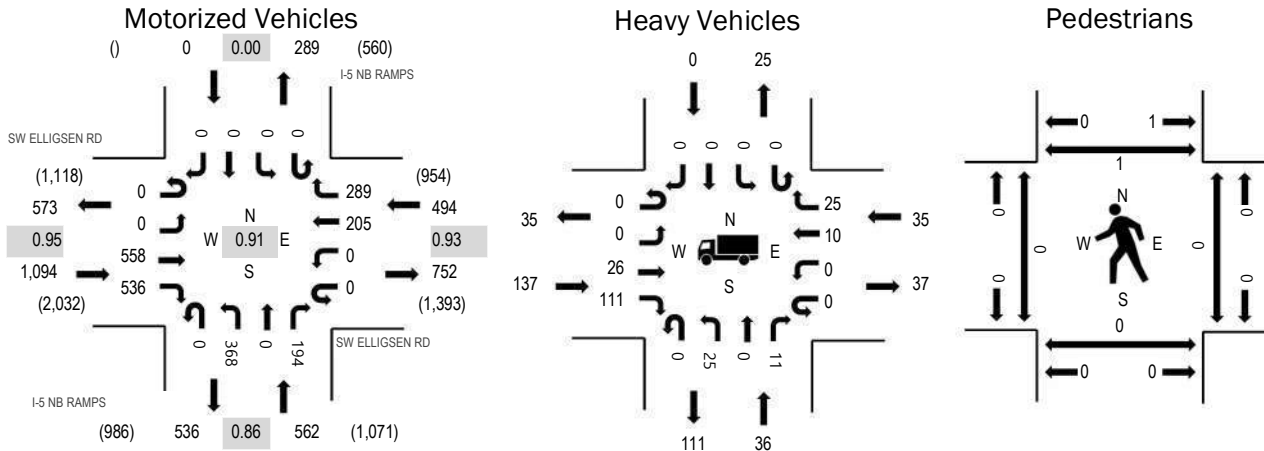 Motorized Vehicles
() 0 0.00 289 (560)
I-5 NB RAMPS
SW ELLIGSEN RD
0 0 0 0
(1,118)
573
0.95
1,094
(2,032)
0
0
558
536
N
W 0.91 E
S
289
205
0
0
(954)
494
0.93
752
(1,393)
0 368 0 194
SW ELLIGSEN RD
I-5 NB RAMPS
(986) 536 0.86 562 (1,071)
Heavy Vehicles
0 25
0 0 0 0
35
137
0
0
26
111
N
W E
S
25
10
0
0
35
37
0 25 0 11
111 36
Pedestrians
0 1
1
0
0
0
N
W E
S
0
0
0
0
0 0